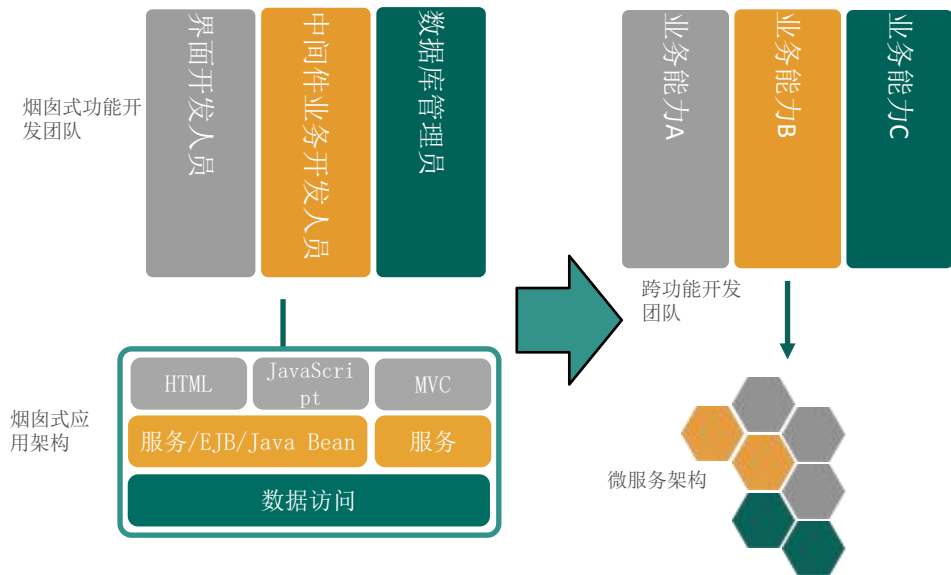 界面开发人员
中间件业务开发人员
数据库管理员
业务能力A
业务能力B
业务能力C
烟囱式功能开
发团队
跨功能开发
团队
HTML
JavaScri
pt
MVC
烟囱式应
用架构
服务/EJB/Java Bean
服务
数据访问
微服务架构